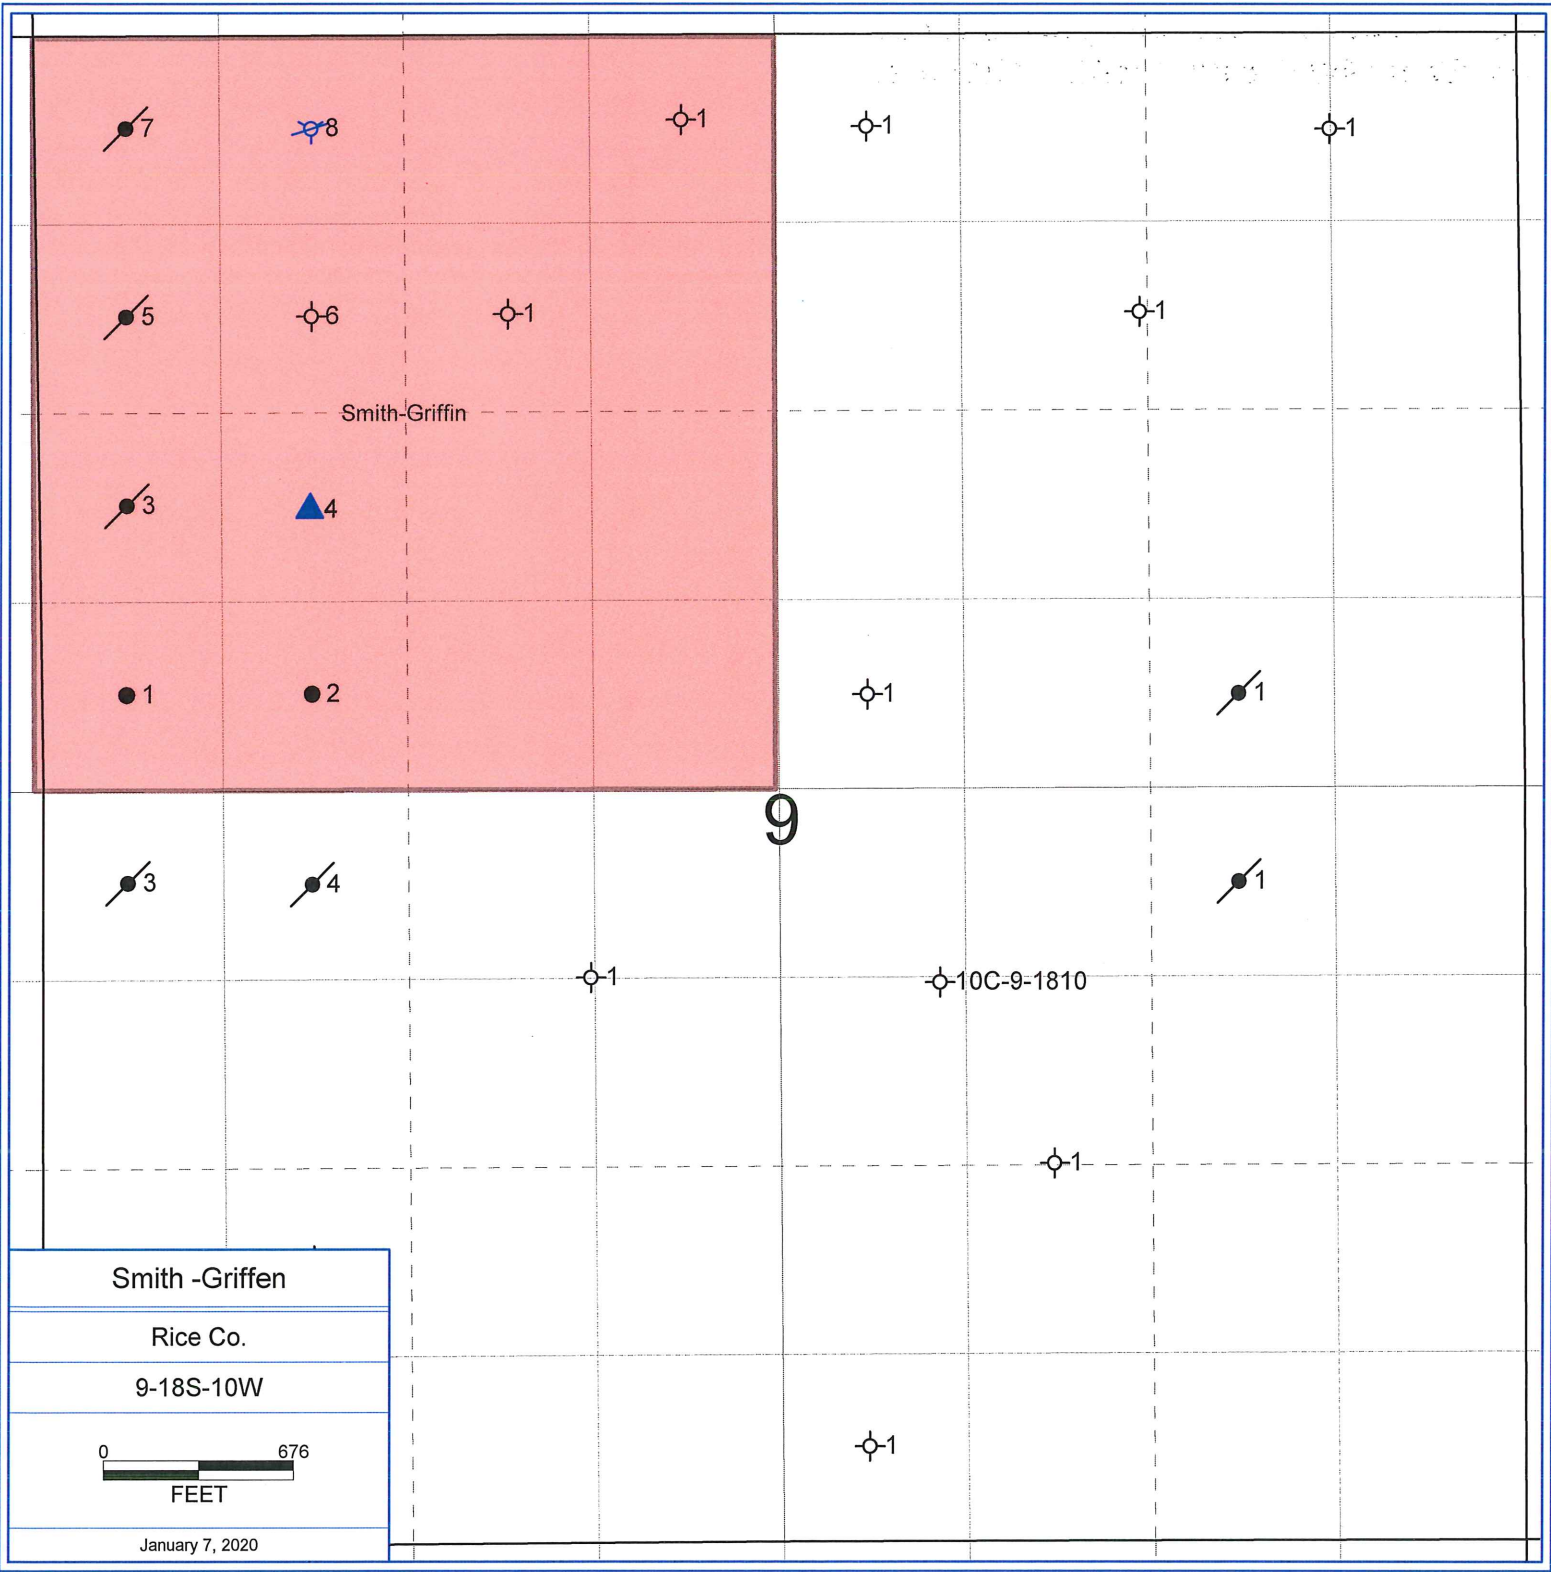 7 8 1 1 1
5 6 1 1
Smith-Griffin
3 4
1 2 1 1
9
3 4 1
1 10C-9-1810
1
Smith -Griffen
Rice Co.
9-18S-10W
0 676
FEET
1
January 7, 2020